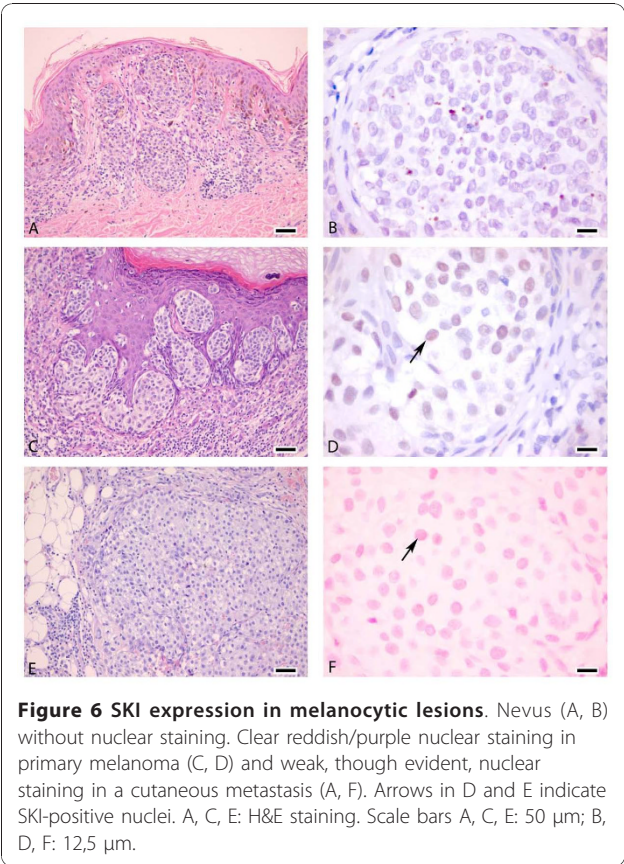 A
B
C
D
E
F
Figure 6 SKI expression in melanocytic lesions. Nevus (A, B)
without nuclear staining. Clear reddish/purple nuclear staining in
primary melanoma (C, D) and weak, though evident, nuclear
staining in a cutaneous metastasis (A, F). Arrows in D and E indicate
SKI-positive nuclei. A, C, E: H&E staining. Scale bars A, C, E: 50 μm; B,
D, F: 12,5 μm.